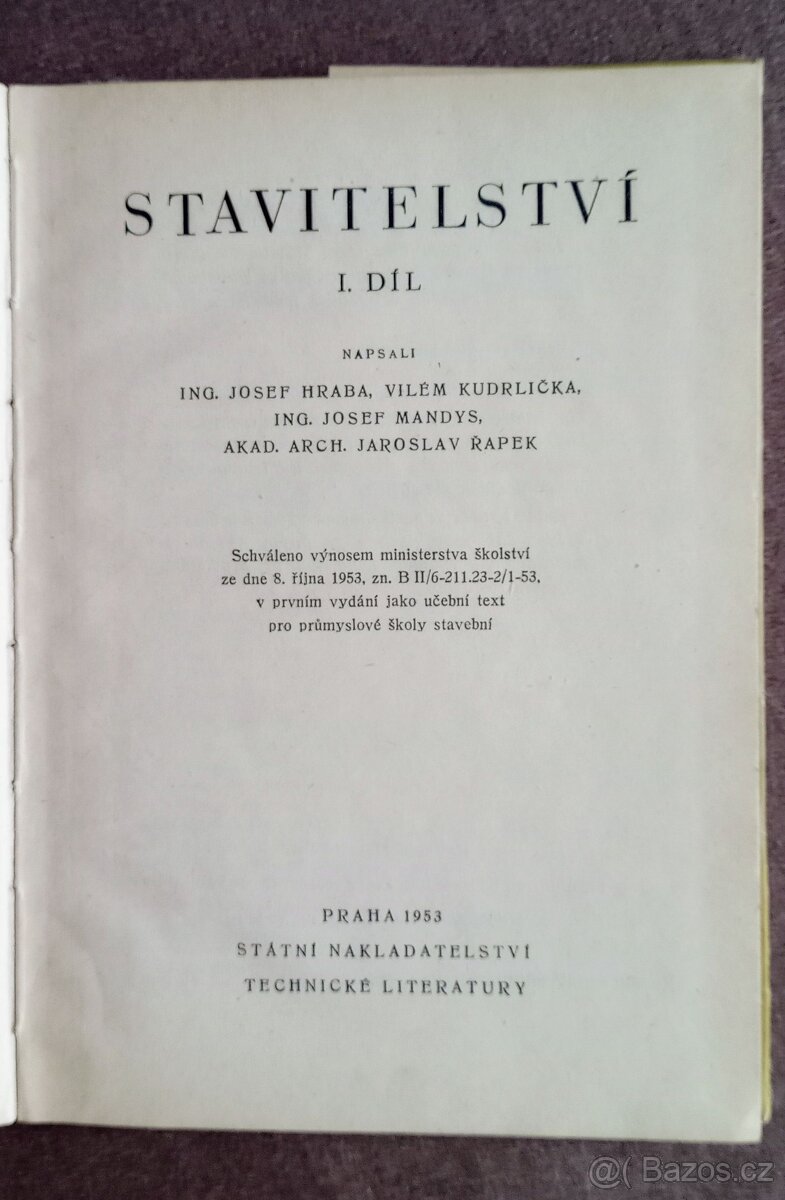 STAVITELSTVÍ
I. DÍL
NAPSALI
ING. JOSEF HRABA, VILÉM KUDRLIČKA,
ING. JOSEF MANDYS,
AKAD. ARCH. JAROSLAV ŘAPEK
Schváleno výnosem ministerstva školství
ze dne 8. října 1953, zn. B II/6-211.23-2/1-53,
v prvním vydání jako učební text
pro průmyslové školy stavební
PRAHA 1953
STÁTNÍ NAKLADATELSTVÍ
TECHNICKÉ LITERATURY
@( Bazos.cz